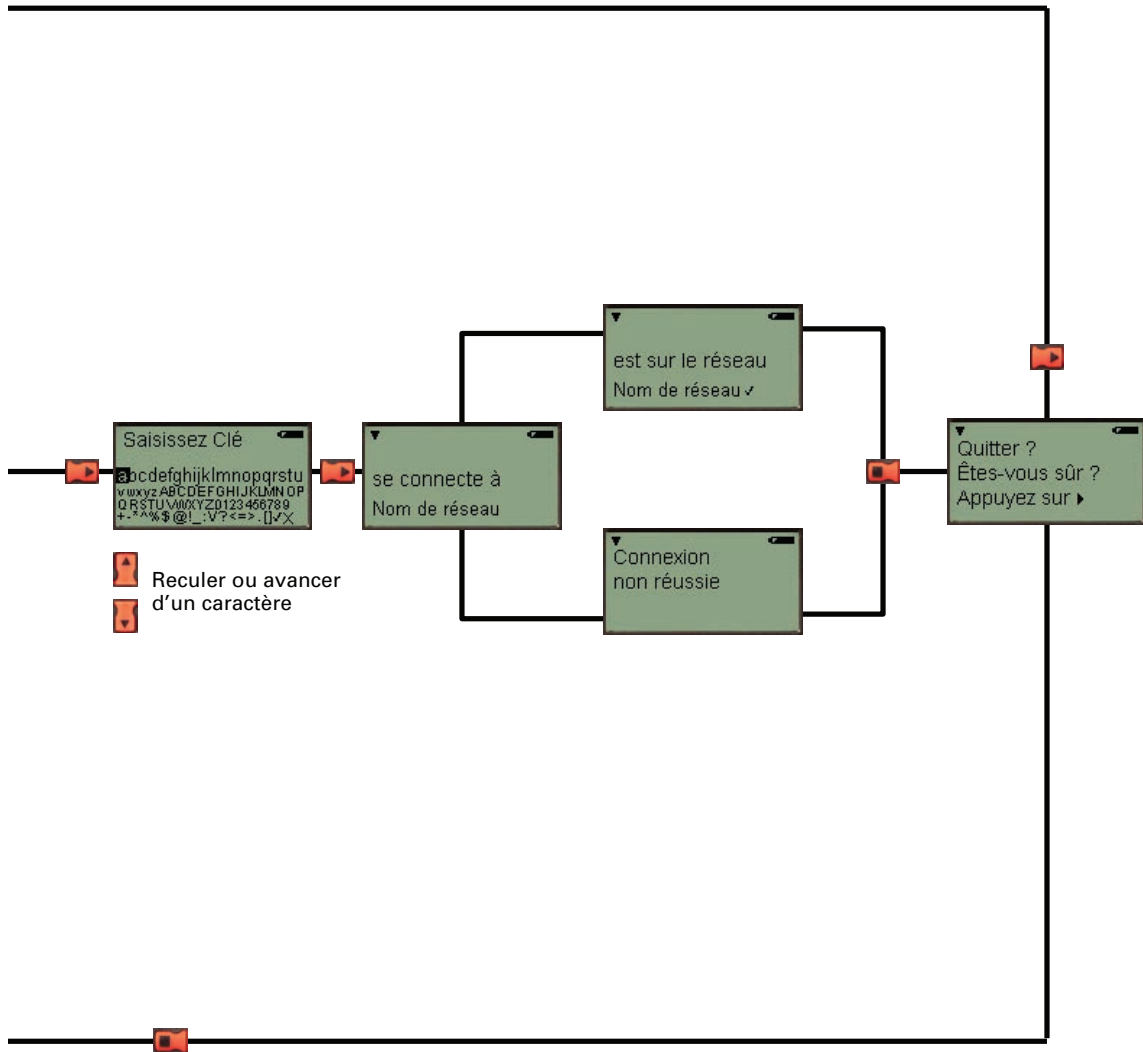 est sur le réseau
Nom de réseau ✓
Saisissez Clé
abcdefghijklmnopqrstu
vwxyzABCDEFGHIJKLMNOP
QRSTUVWXYZ0123456789
+-*^%$@!_:V?<=>.[]✓X
se connecte à
Nom de réseau
Quitter ?
Êtes-vous sûr ?
Appuyez sur ▸
Connexion
non réussie
Reculer ou avancer
d'un caractère